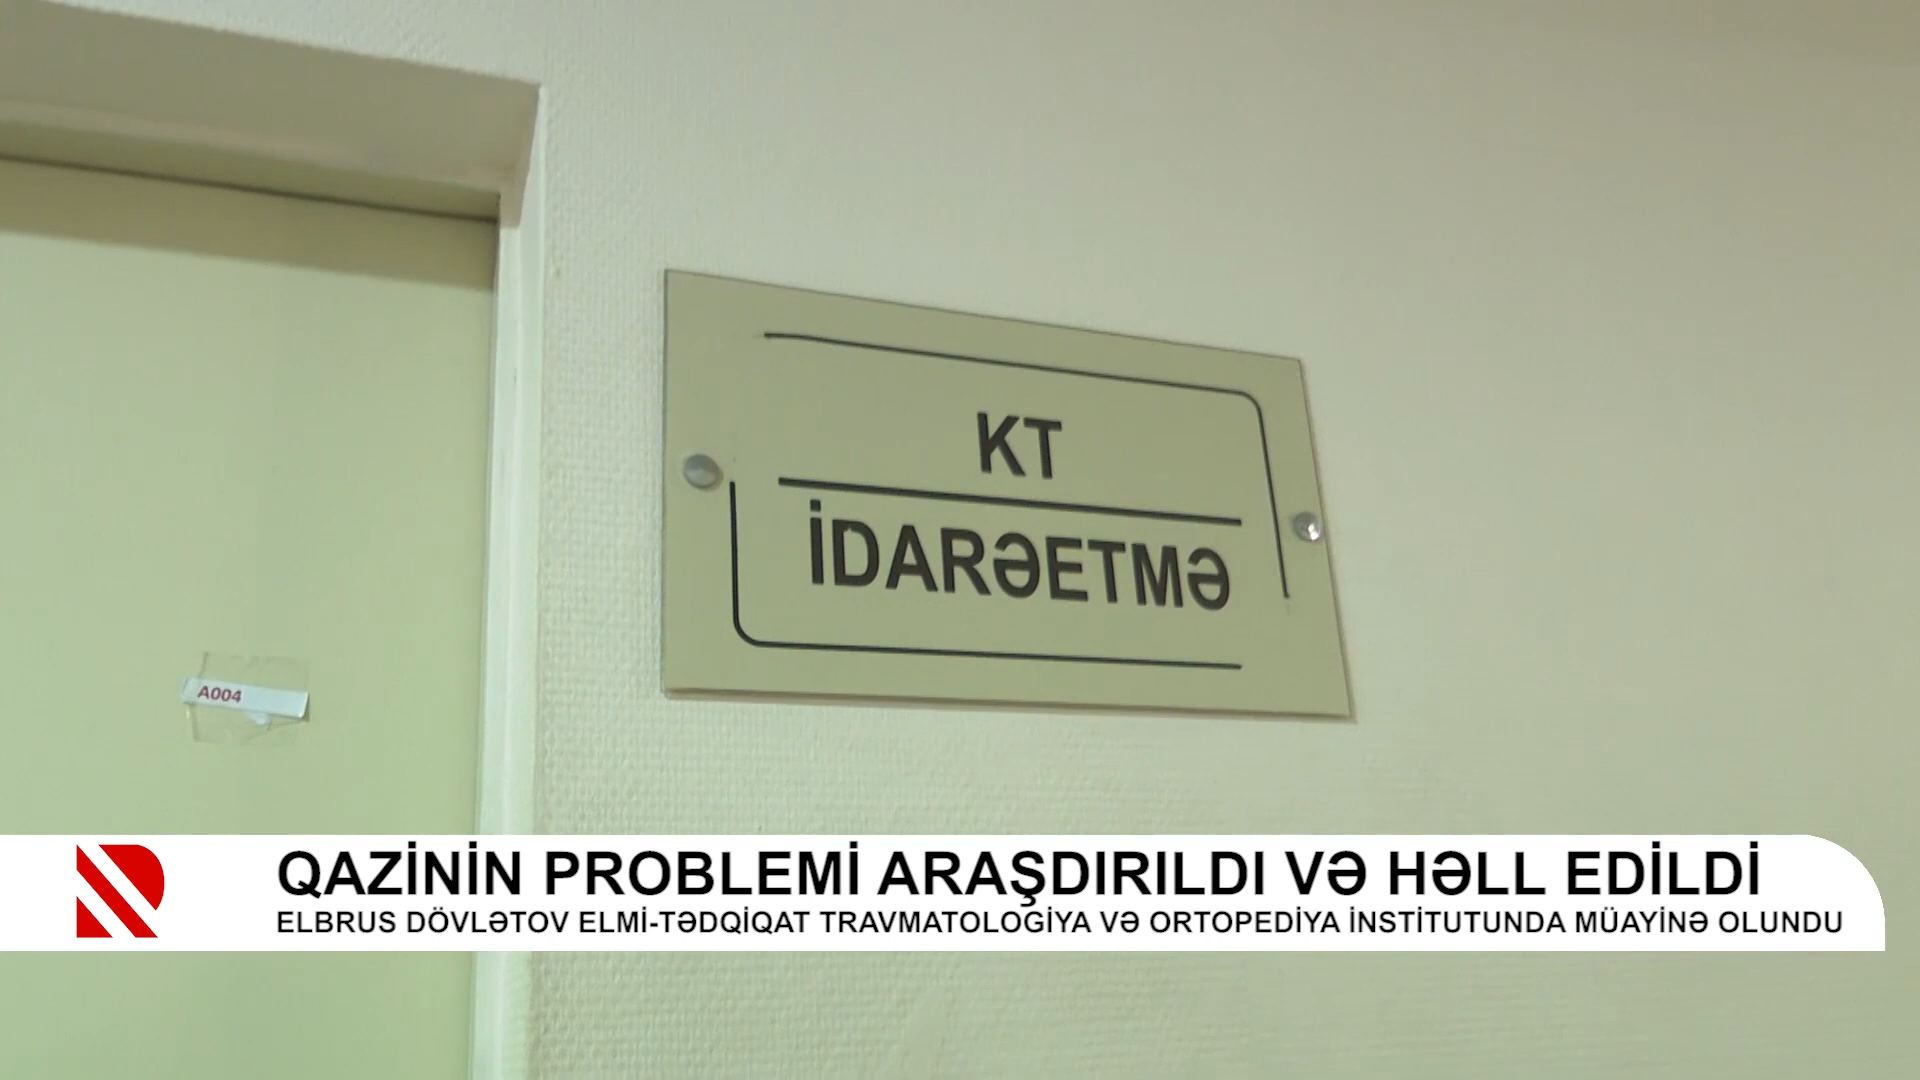 KT
İDARƏETMƏ
A004
QAZİNİN PROBLEMİ ARAŞDIRILDI VƏ HƏLL EDİLDİ
ELBRUS DÖVLƏTOV ELMİ-TƏDQİQAT TRAVMATOLOGİYA VƏ ORTOPEDİYA İNSTİTUTUNDA MÜAYİNƏ OLUNDU